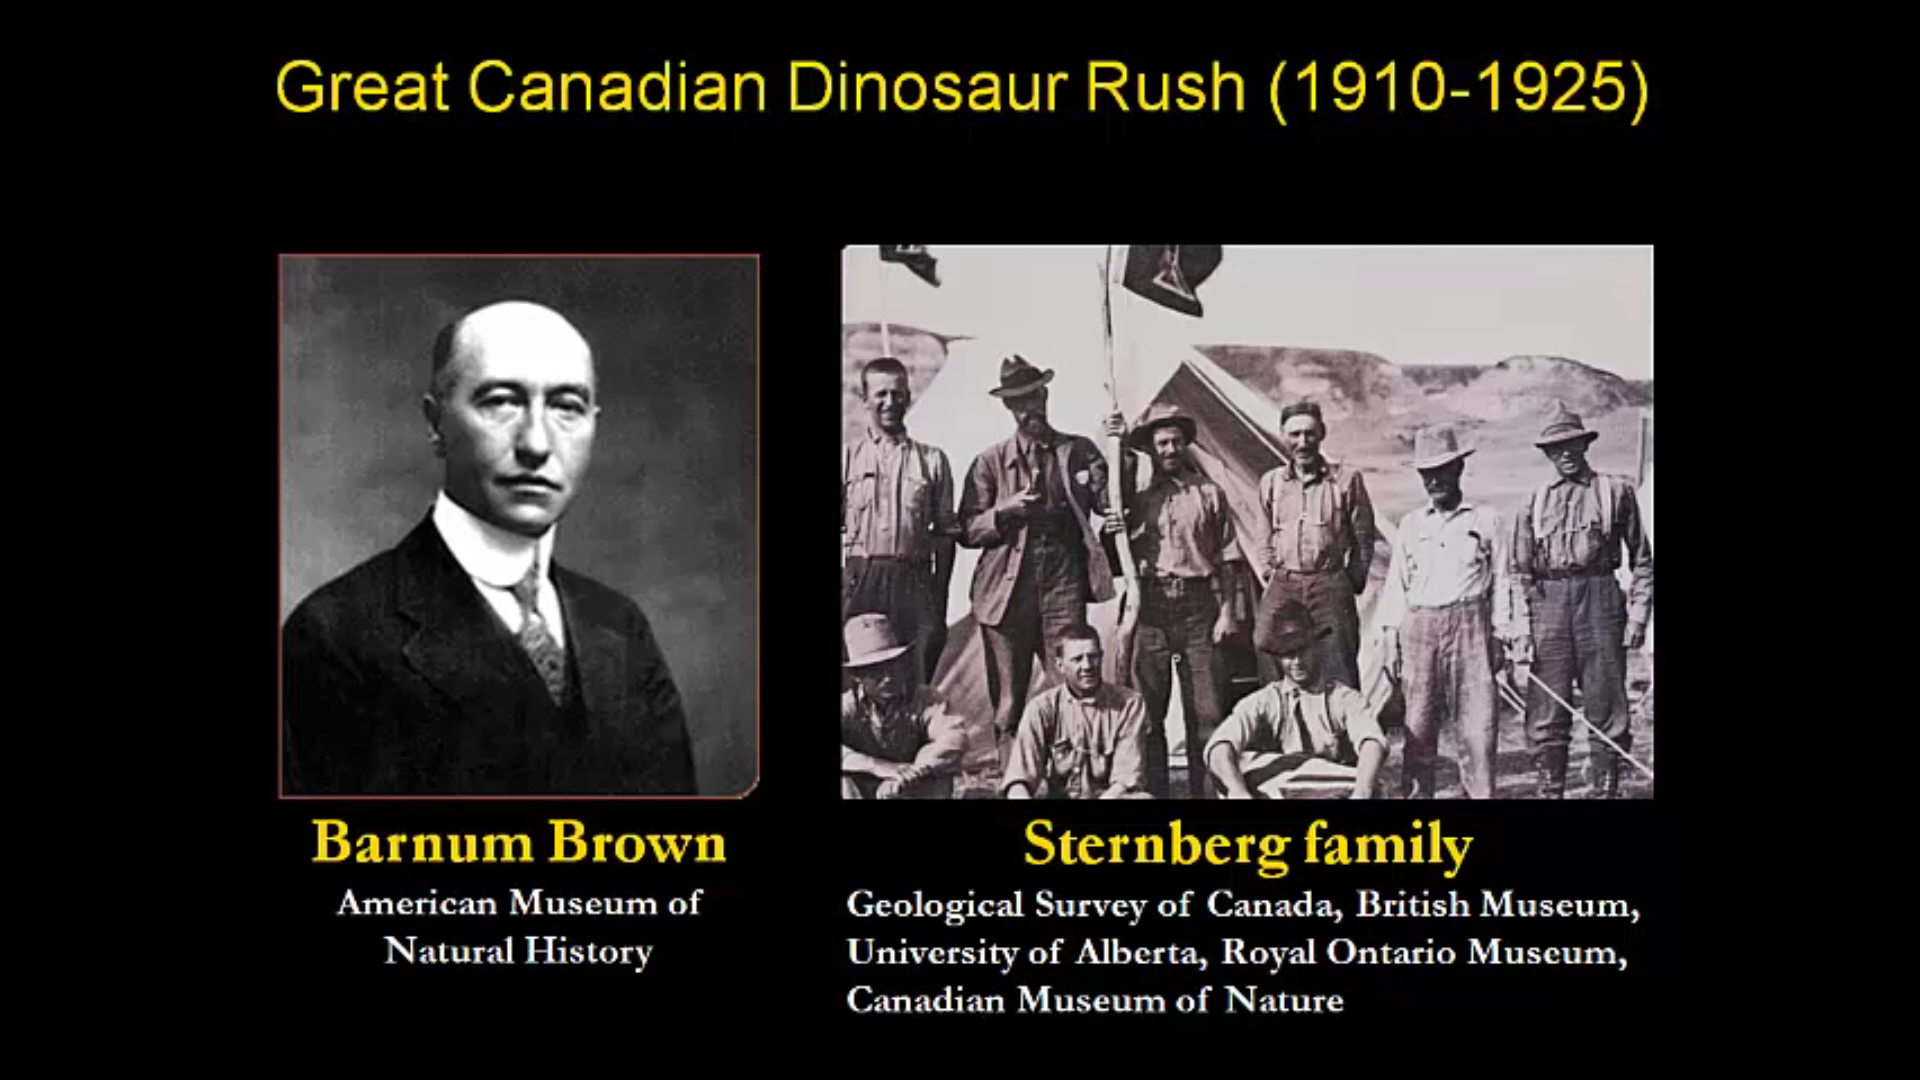 Great Canadian Dinosaur Rush (1910-1925)
Barnum Brown
American Museum of
Natural History
Sternberg family
Geological Survey of Canada, British Museum,
University of Alberta, Royal Ontario Museum,
Canadian Museum of Nature